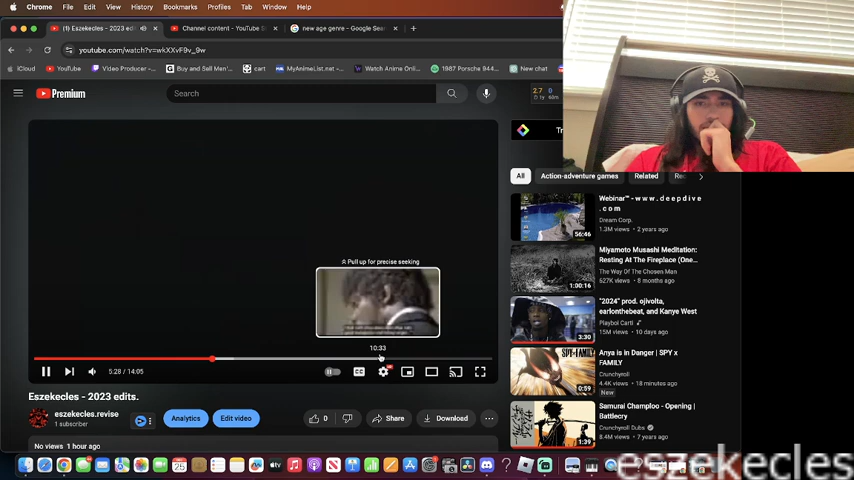 Chrome File Edit View History Bookmarks Profiles Tab Window Help
(1) Eszekecles - 2023 edits
Channel content - YouTube S
new age genre - Google Sear
youtube.com/watch?v=wkXXvF9v_9w
iCloud YouTube Video Producer -... Buy and Sell Men'... cart MyAnimeList.net -... Watch Anime Onli... 1987 Porsche 944... New chat
Premium
Search
2.7 0
1y 60m
Tr
All Action-adventure games Related
Webinar™ - w w w . d e e p d i v e
. c o m
Dream Corp.
1.3M views • 2 years ago
56:46
Miyamoto Musashi Meditation:
Resting At The Fireplace (One...
The Way Of The Chosen Man
627K views • 8 months ago
1:00:16
"2024" prod. ojivolta,
earlonthebeat, and Kanye West
Playboi Carti
15M views • 10 days ago
3:30
Anya is in Danger | SPY x
FAMILY
Crunchyroll
4.4K views • 18 minutes ago
New
0:59
Samurai Champloo - Opening |
Battlecry
Crunchyroll Dubs
8.4M views • 7 years ago
1:39
Pull up for precise seeking
10:33
5:28 / 14:05
CC
Eszekecles - 2023 edits.
eszekecles.revise
1 subscriber
Analytics
Edit video
0
Share
Download
No views 1 hour ago
eszekecles